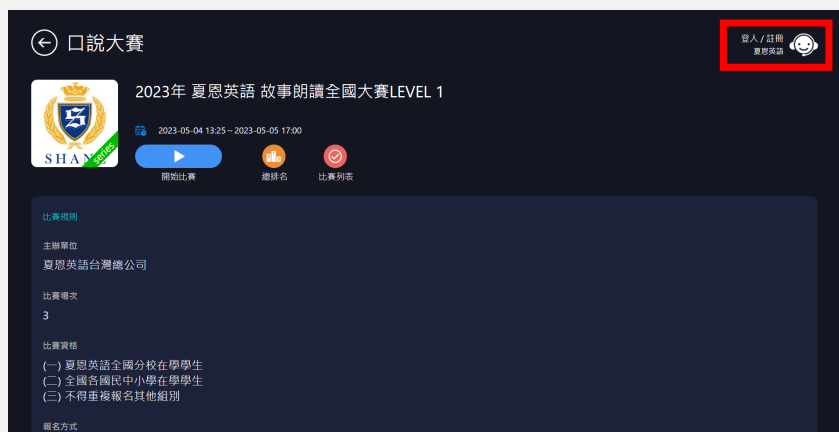 口說大賽
登入 / 註冊
夏恩英語
2023年 夏恩英語 故事朗讀全國大賽LEVEL 1
2023-05-04 13:25 ~ 2023-05-05 17:00
SHANE
series
開始比賽
總排名
比賽列表
比賽規則
主辦單位
夏恩英語台灣總公司
比賽場次
3
比賽資格
(一) 夏恩英語全國分校在學學生
(二) 全國各國民中小學在學學生
(三) 不得重複報名其他組別
報名方式